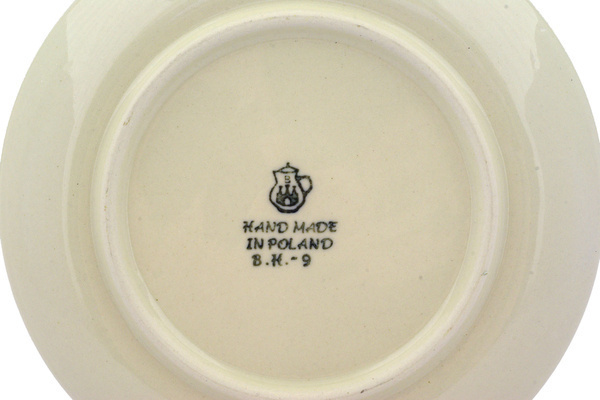 B
HAND MADE
IN POLAND
B.H.-9